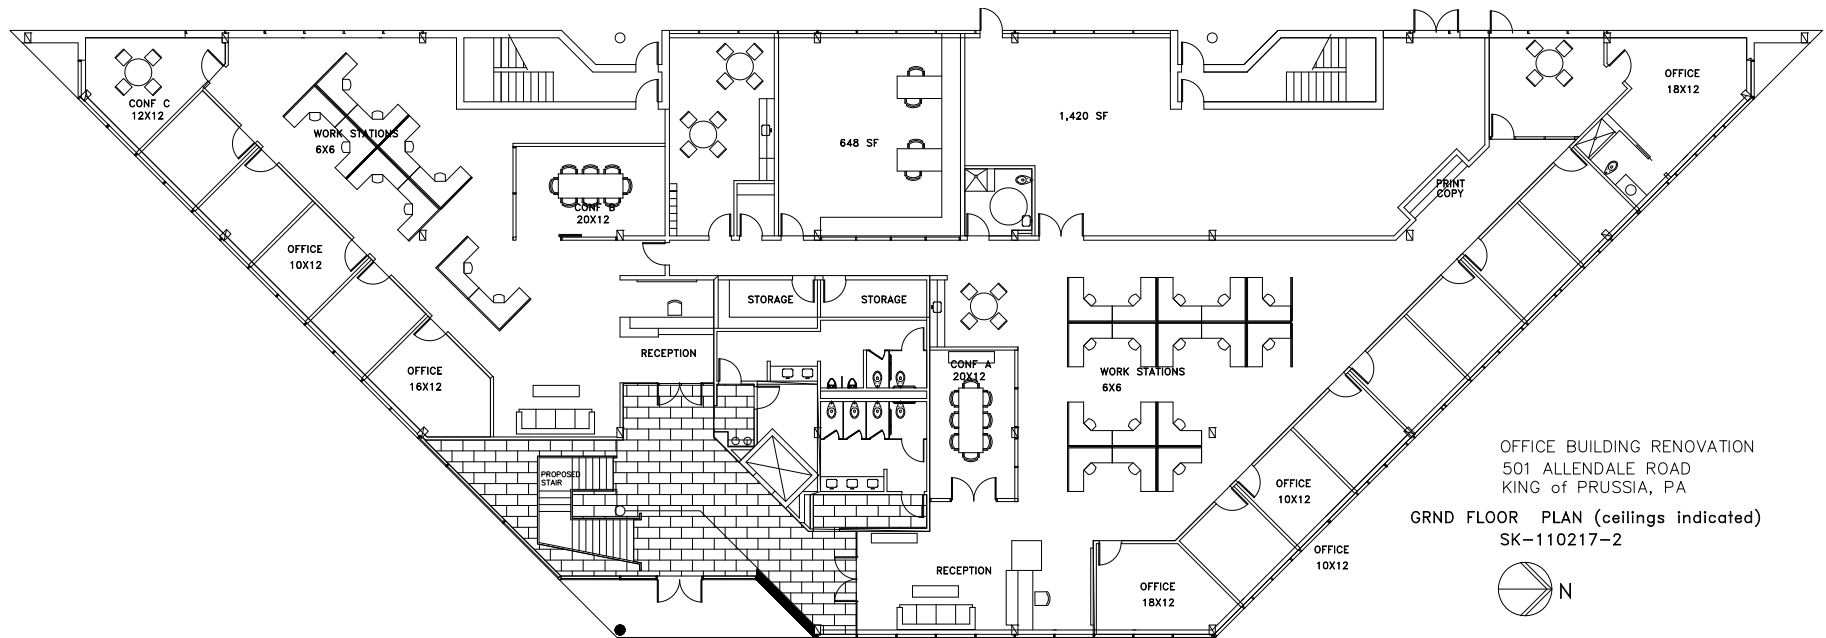 CONF C
12X12
WORK STATIONS
6X6
CONF B
20X12
648 SF
1,420 SF
OFFICE
18X12
PRINT
COPY
OFFICE
10X12
STORAGE
STORAGE
RECEPTION
OFFICE
16X12
CONF A
20X12
WORK STATIONS
6X6
PROPOSED
STAIR
OFFICE
10X12
OFFICE
10X12
RECEPTION
OFFICE
18X12
OFFICE BUILDING RENOVATION
501 ALLENDALE ROAD
KING of PRUSSIA, PA
GRND FLOOR PLAN (ceilings indicated)
SK-110217-2
N